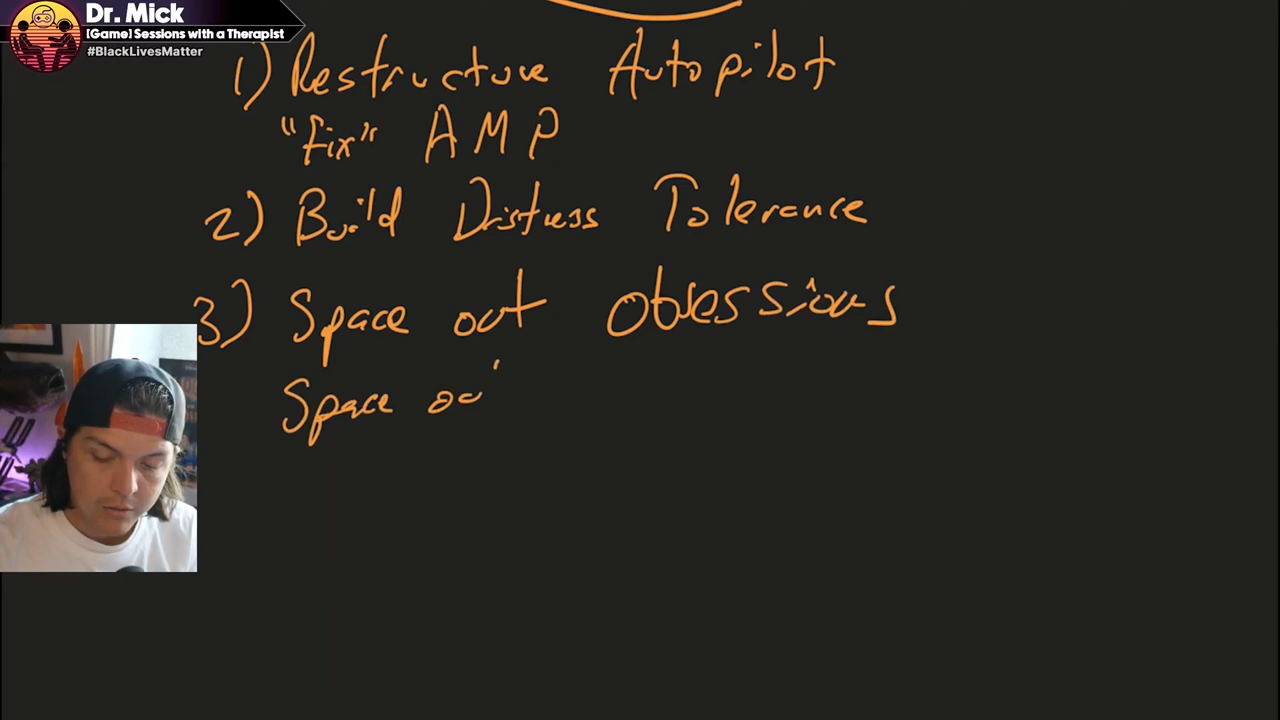 Dr. Mick
[Game] Sessions with a Therapist
#BlackLivesMatter
1) Restructure Autopilot
"fix" AMP
2) Build Distress Tolerance
3) Space out obsessions
Space ou